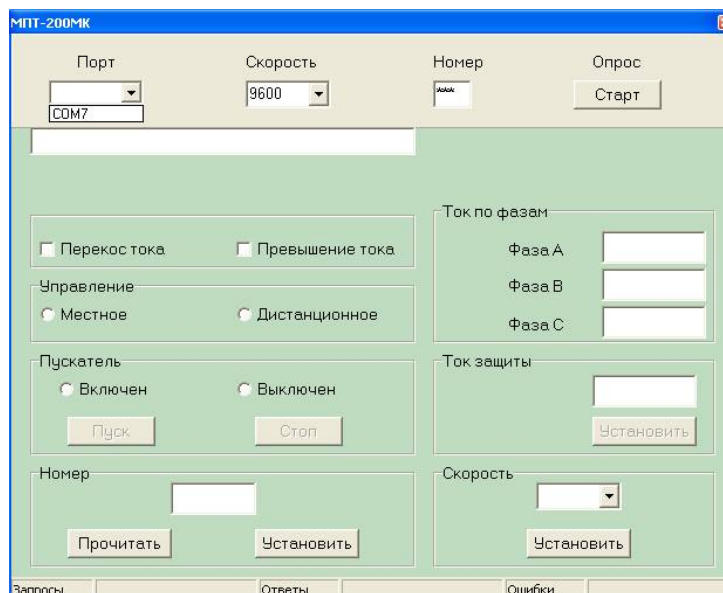 МПТ-200МК
Порт Скорость Номер Опрос
9600 **** Старт
COM7
Ток по фазам
Перекос тока Превышение тока Фаза А
Управление Фаза В
Местное Дистанционное Фаза С
Пускатель Ток защиты
Включен Выключен
Пуск Стоп Установить
Номер Скорость
Прочитать Установить Установить
Запросы Ответы Ошибки